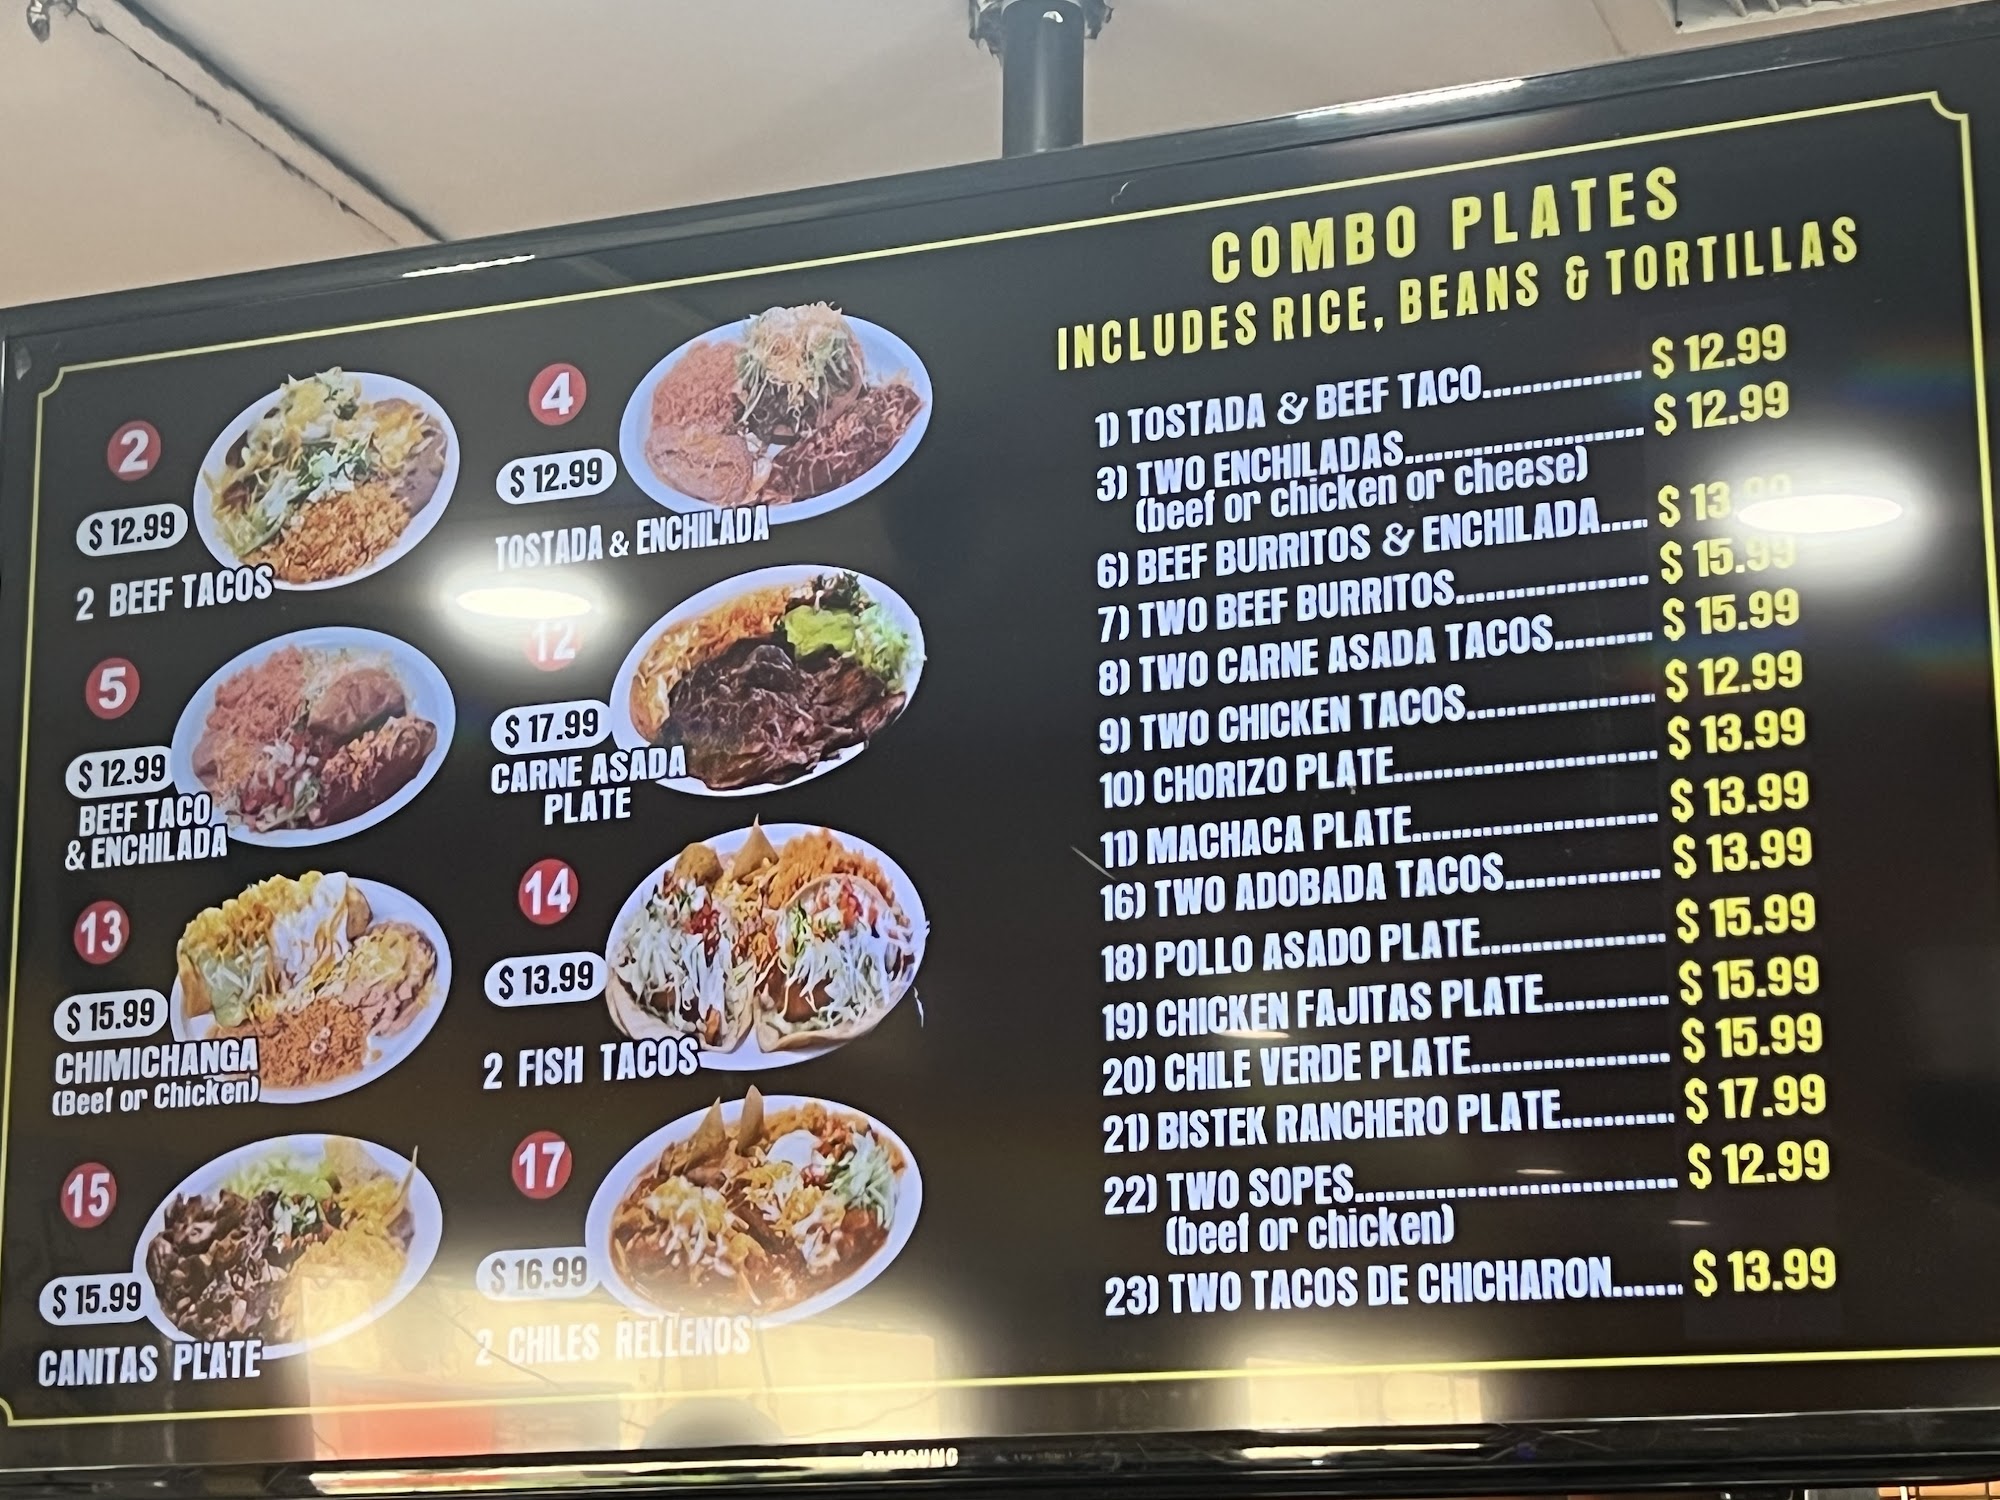 2
$ 12.99
2 BEEF TACOS
4
$ 12.99
TOSTADA & ENCHILADA
5
$ 12.99
BEEF TACO,
& ENCHILADA
12
$ 17.99
CARNE ASADA
PLATE
13
$ 15.99
CHIMICHANGA
(Beef or Chicken)
14
$ 13.99
2 FISH TACOS
15
$ 15.99
CANITAS PLATE
17
$ 16.99
2 CHILES RELLENOS
COMBO PLATES
INCLUDES RICE, BEANS & TORTILLAS
1) TOSTADA & BEEF TACO................. $ 12.99
3) TWO ENCHILADAS......................... $ 12.99
(beef or chicken or cheese)
6) BEEF BURRITOS & ENCHILADA..... $ 13.99
7) TWO BEEF BURRITOS.................... $ 15.99
8) TWO CARNE ASADA TACOS.......... $ 15.99
9) TWO CHICKEN TACOS................... $ 12.99
10) CHORIZO PLATE........................... $ 13.99
11) MACHACA PLATE......................... $ 13.99
16) TWO ADOBADA TACOS................ $ 13.99
18) POLLO ASADO PLATE................... $ 15.99
19) CHICKEN FAJITAS PLATE............. $ 15.99
20) CHILE VERDE PLATE.................... $ 15.99
21) BISTEK RANCHERO PLATE........... $ 17.99
22) TWO SOPES................................. $ 12.99
(beef or chicken)
23) TWO TACOS DE CHICHARON....... $ 13.99
SAMSUNG